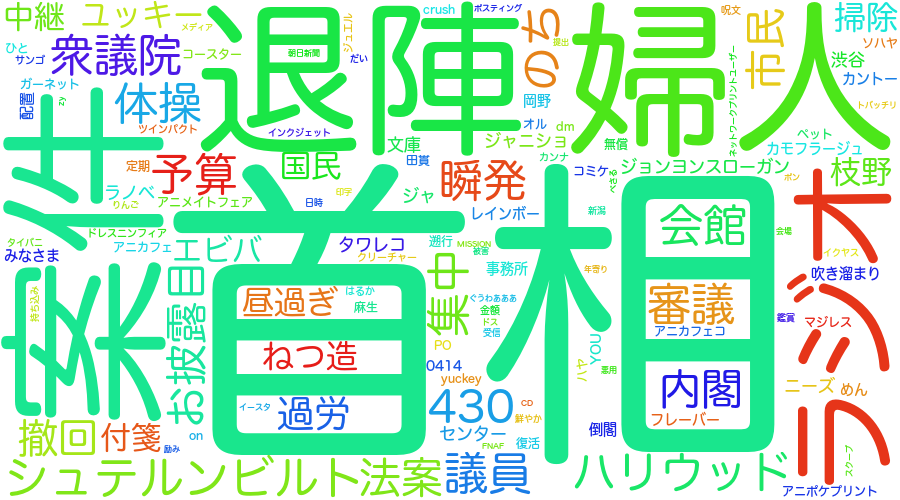 中継
ユッキー
メディア
退陣
crush
ポスティング
呪文
掃除
ひと
衆議院
コースター
朝日新聞
ジュエル
だい
のち
提出
婦人
市民
ソハヤ
サンゴ
渋谷
ガーネット
カントー
配置
zy
体操
ツインパクト
インクジェット
オル
岡野
dm
ネットワークプリントユーザー
トバッチリ
案件
定期
予算
国民
文庫
田貫
瞬発
ジャニショ
カンナ
無償
ペット
カモフラージュ
ラノベ
りんご
アニメイトフェア
印字
日時
ジャ
レインボー
コミケ
べさる
ジョンヨンスローガン
ポン
枝野
ドレスニンフィア
タイバニ
アニカフェ
みなさま
エビバ
タワレコ
クリーチャー
遡行
MISSION
被害
新潟
会館
会場
ラジオ
イクヤス
首相
持ち込み
お披露目
昼過ぎ
はるか
麻生
集中
事務所
年寄り
ぐうわあああ
金額
ドス
受信
審議
吹き溜まり
鑑賞
マジレス
アニカフェコ
ねつ造
PO
0414
YOU
ハヤ
悪用
yuckey
内閣
ニーズ
めん
イースタ
過労
430
CD
鮮やか
フレーバー
撤回
付箋
on
励み
センター
FNAF
復活
倒閣
スクープ
シュテルンビルト法案
議員
ハリウッド
アニポケプリント